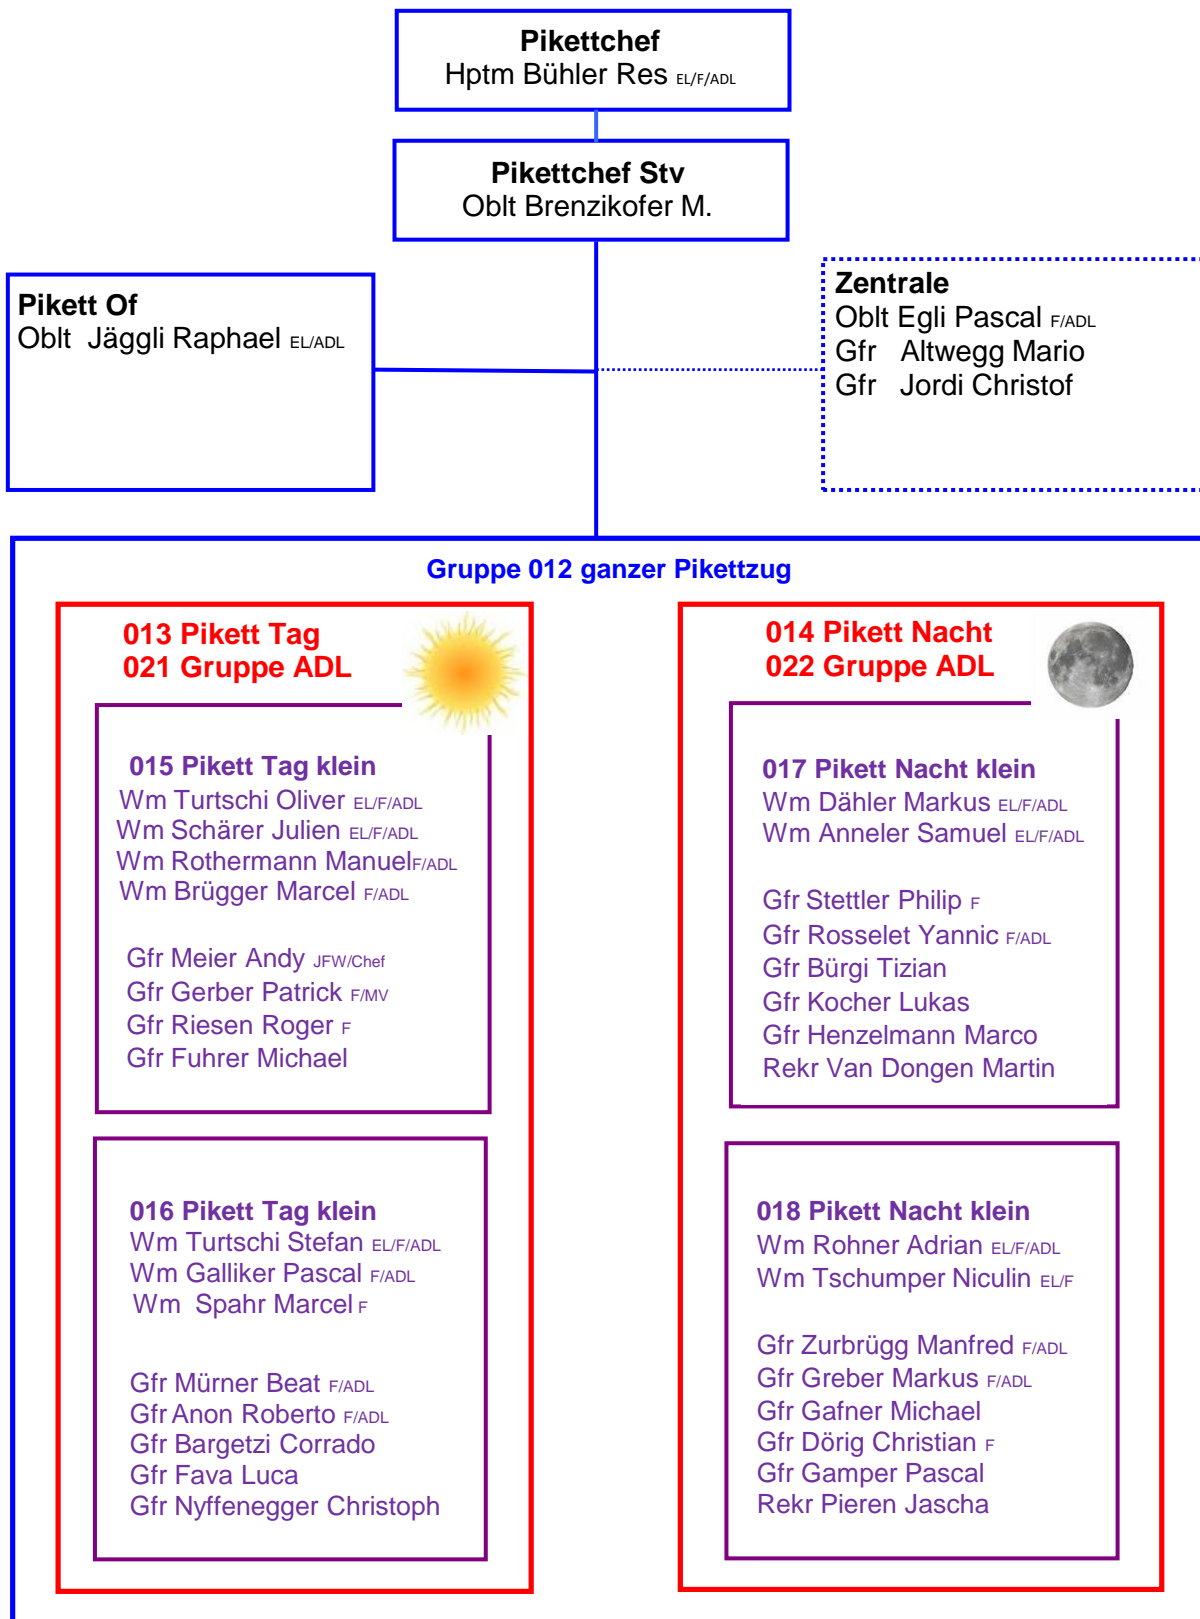 Pikettchef
Hptm Bühler Res EL/F/ADL
Pikettchef Stv
Oblt Brenzikofer M.
Pikett Of
Oblt Jäggli Raphael EL/ADL
Zentrale
Oblt Egli Pascal F/ADL
Gfr Altwegg Mario
Gfr Jordi Christof
Gruppe 012 ganzer Pikettzug
013 Pikett Tag
021 Gruppe ADL
015 Pikett Tag klein
Wm Turtschi Oliver EL/F/ADL
Wm Schärer Julien EL/F/ADL
Wm Rothermann Manuel F/ADL
Wm Brügger Marcel F/ADL
Gfr Meier Andy JFW/Chef
Gfr Gerber Patrick F/MV
Gfr Riesen Roger F
Gfr Fuhrer Michael
016 Pikett Tag klein
Wm Turtschi Stefan EL/F/ADL
Wm Galliker Pascal F/ADL
Wm Spahr Marcel F
Gfr Mürner Beat F/ADL
Gfr Anon Roberto F/ADL
Gfr Bargetzi Corrado
Gfr Fava Luca
Gfr Nyffenegger Christoph
014 Pikett Nacht
022 Gruppe ADL
017 Pikett Nacht klein
Wm Dähler Markus EL/F/ADL
Wm Anneler Samuel EL/F/ADL
Gfr Stettler Philip F
Gfr Rosselet Yannic F/ADL
Gfr Bürgi Tizian
Gfr Kocher Lukas
Gfr Henzelmann Marco
Rekr Van Dongen Martin
018 Pikett Nacht klein
Wm Rohner Adrian EL/F/ADL
Wm Tschumper Niculin EL/F
Gfr Zurbrügg Manfred F/ADL
Gfr Greber Markus F/ADL
Gfr Gafner Michael
Gfr Dörig Christian F
Gfr Gamper Pascal
Rekr Pieren Jascha